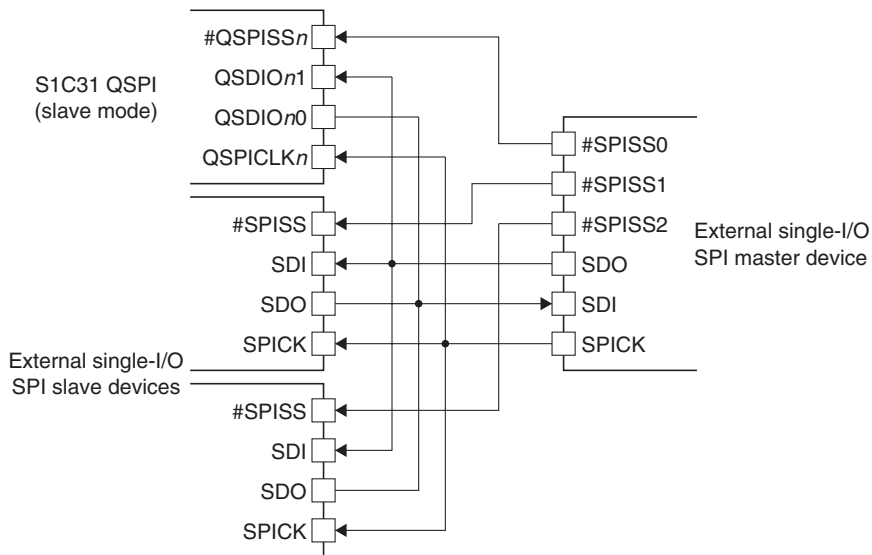 #QSPISSn
QSDIOn1
QSDIOn0
QSPICLKn
S1C31 QSPI
(slave mode)
#SPISS
SDI
SDO
SPICK
External single-I/O
SPI slave devices
#SPISS
SDI
SDO
SPICK
#SPISS0
#SPISS1
#SPISS2
SDO
SDI
SPICK
External single-I/O
SPI master device